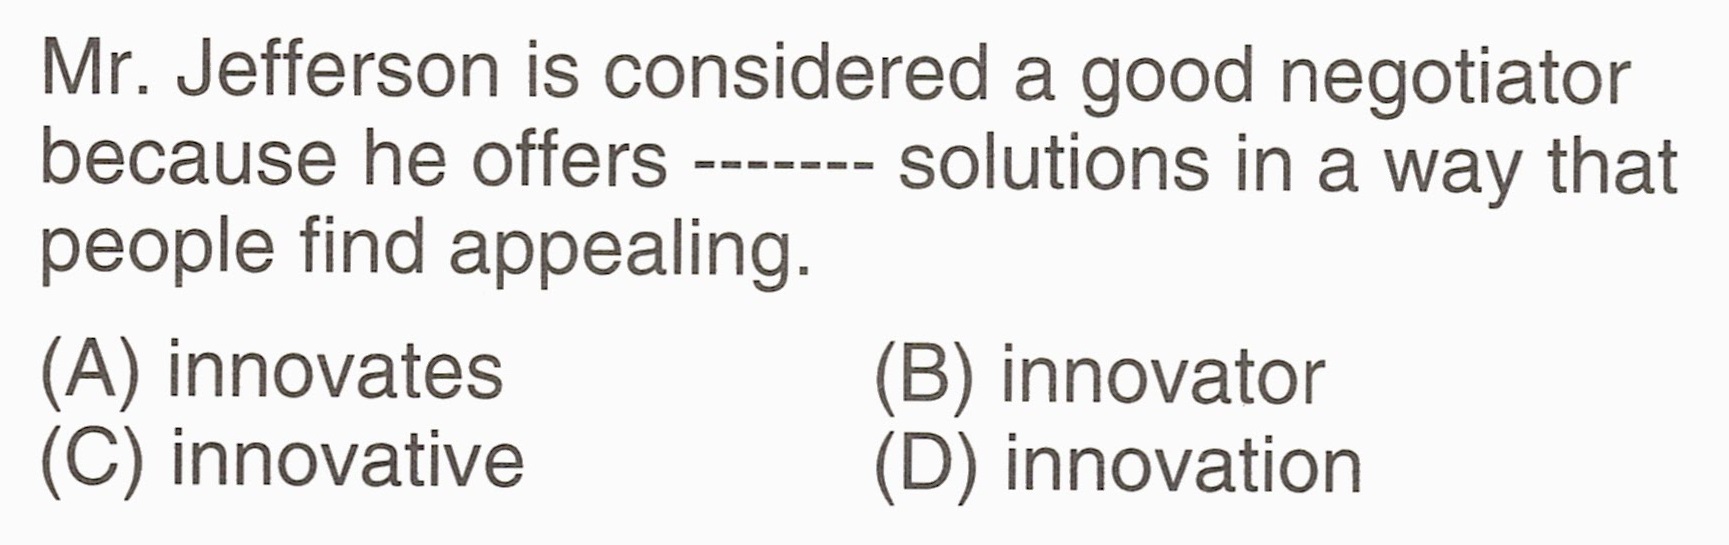 Mr. Jefferson is considered a good negotiator
because he offers ------- solutions in a way that
people find appealing.
(A) innovates (B) innovator
(C) innovative (D) innovation